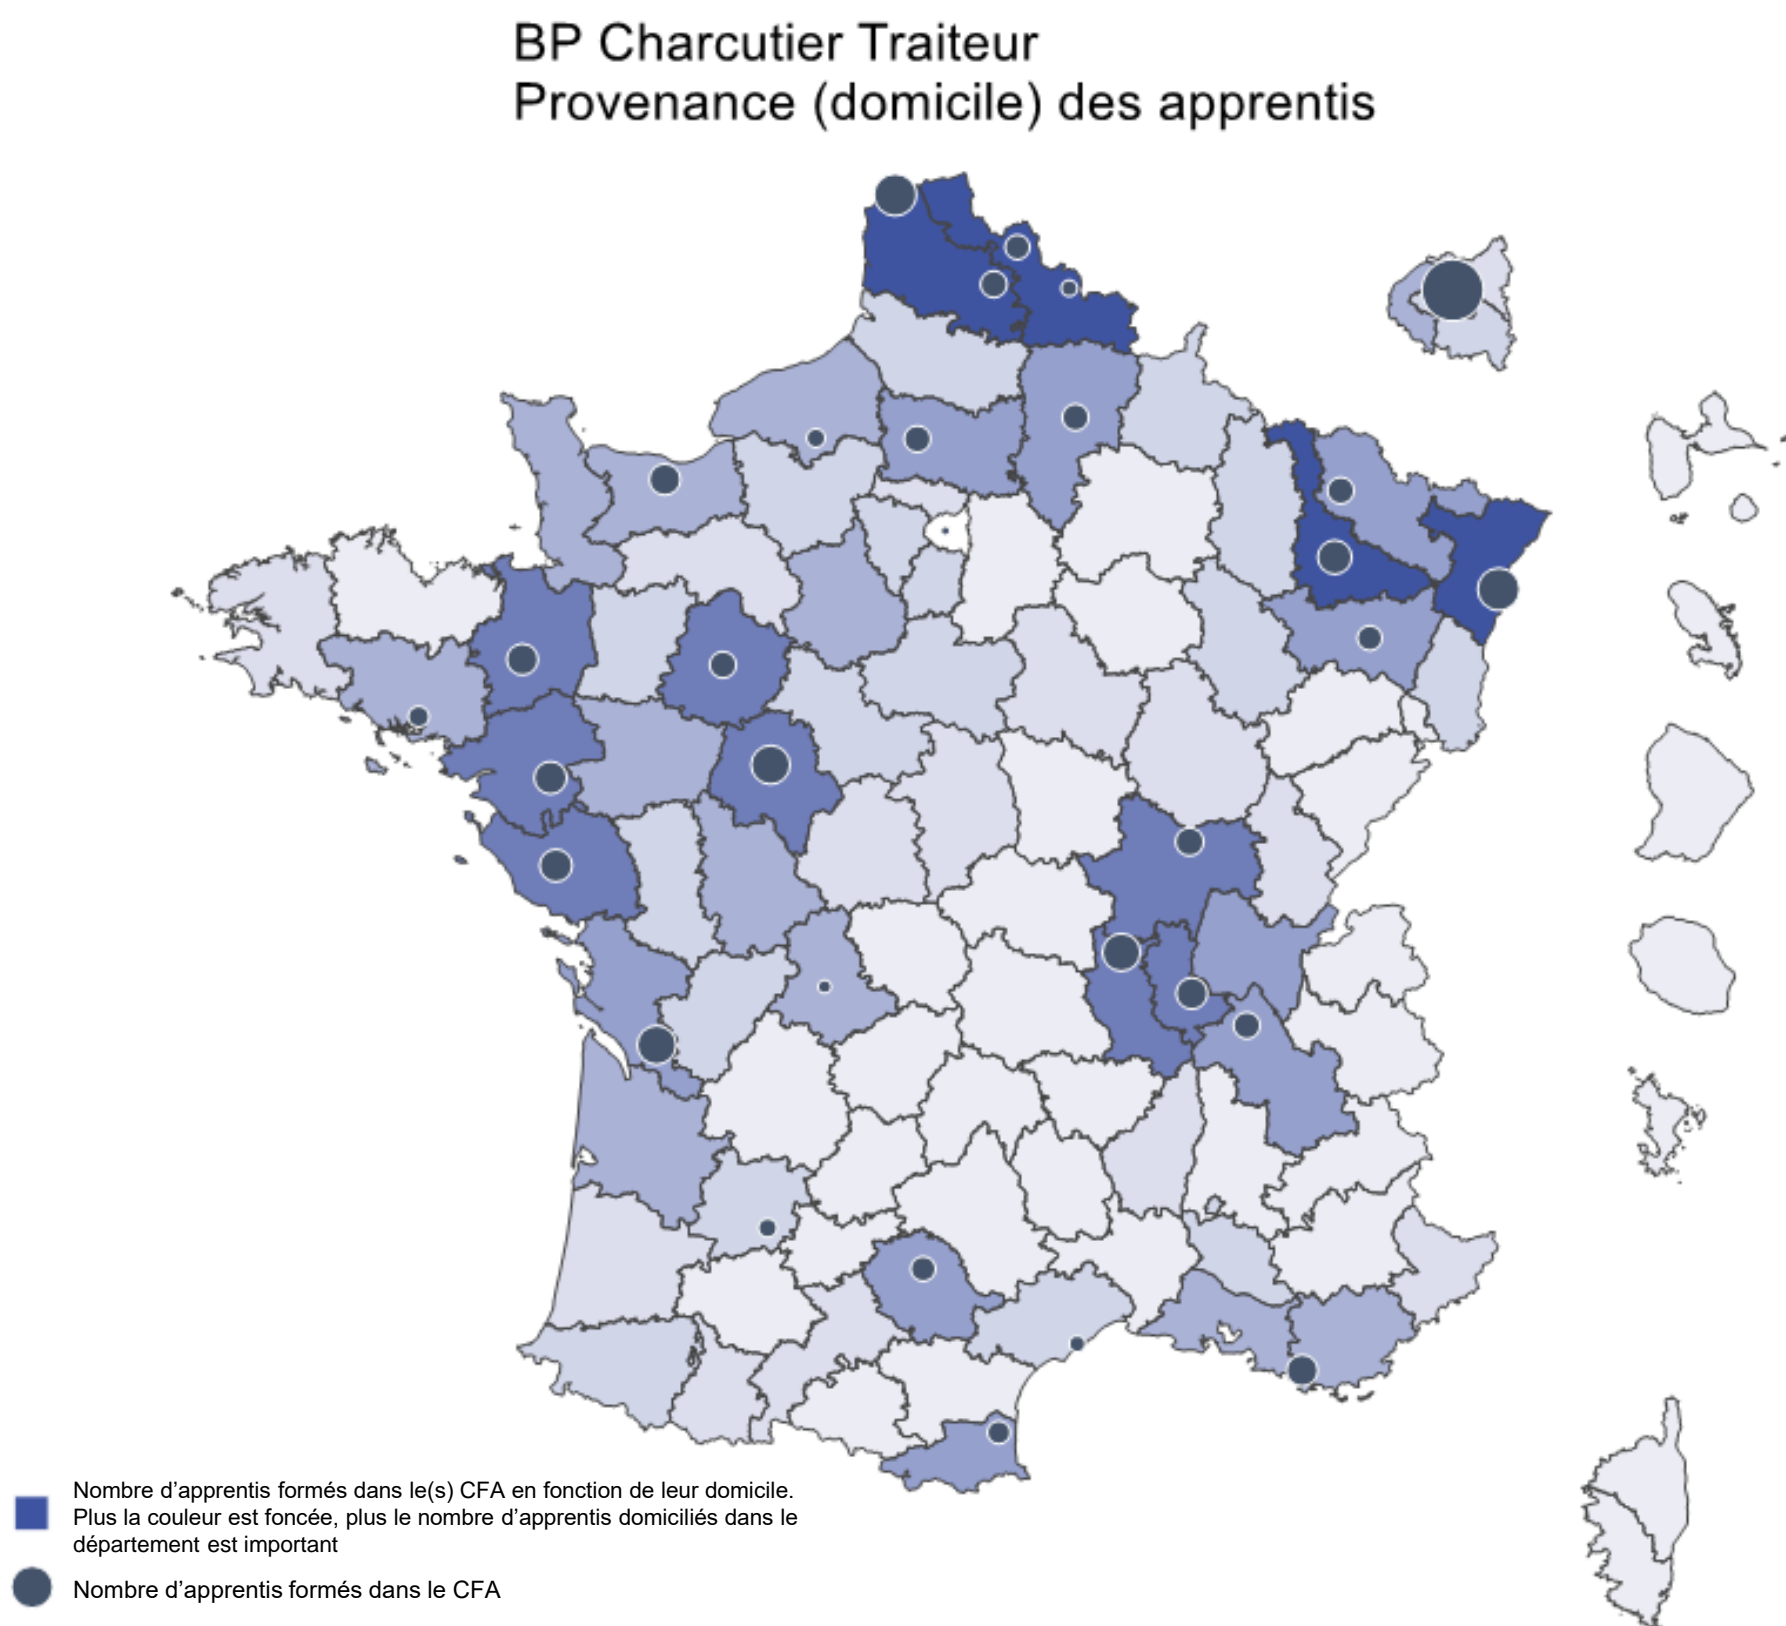 BP Charcutier Traiteur
Provenance (domicile) des apprentis
Nombre d’apprentis formés dans le(s) CFA en fonction de leur domicile.
Plus la couleur est foncée, plus le nombre d’apprentis domiciliés dans le
département est important
Nombre d’apprentis formés dans le CFA